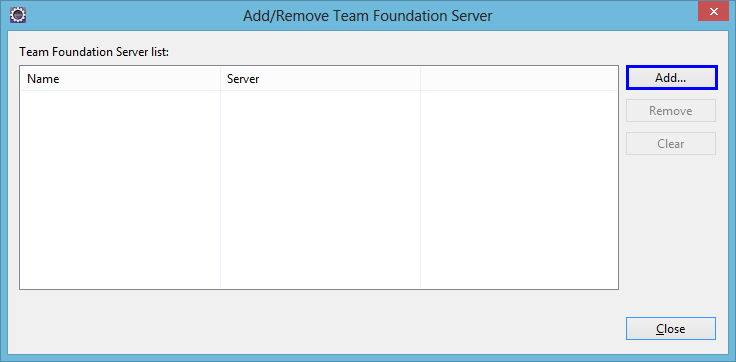 Add/Remove Team Foundation Server
Team Foundation Server list:
Name Server
Add...
Remove
Clear
Close